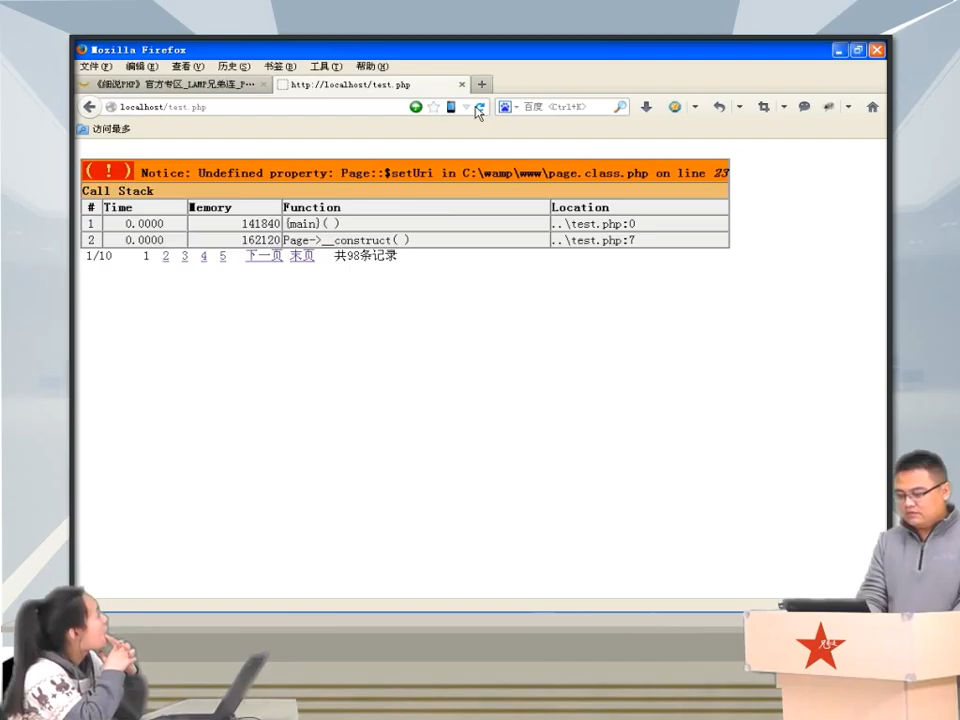 Mozilla Firefox
文件(F) 编辑(E) 查看(V) 历史(S) 书签(B) 工具(T) 帮助(H)
《细说PHP》官方专区_LAMP兄弟连_P... http://localhost/test.php
localhost/test.php 百度 <Ctrl+K>
访问最多
( ! ) Notice: Undefined property: Page::$setUri in C:\wamp\www\page.class.php on line 23
Call Stack
# Time Memory Function Location
1 0.0000 141840 {main}( ) ..\test.php:0
2 0.0000 162120 Page->__construct( ) ..\test.php:7
1/10 1 2 3 4 5 下一页 末页 共98条记录